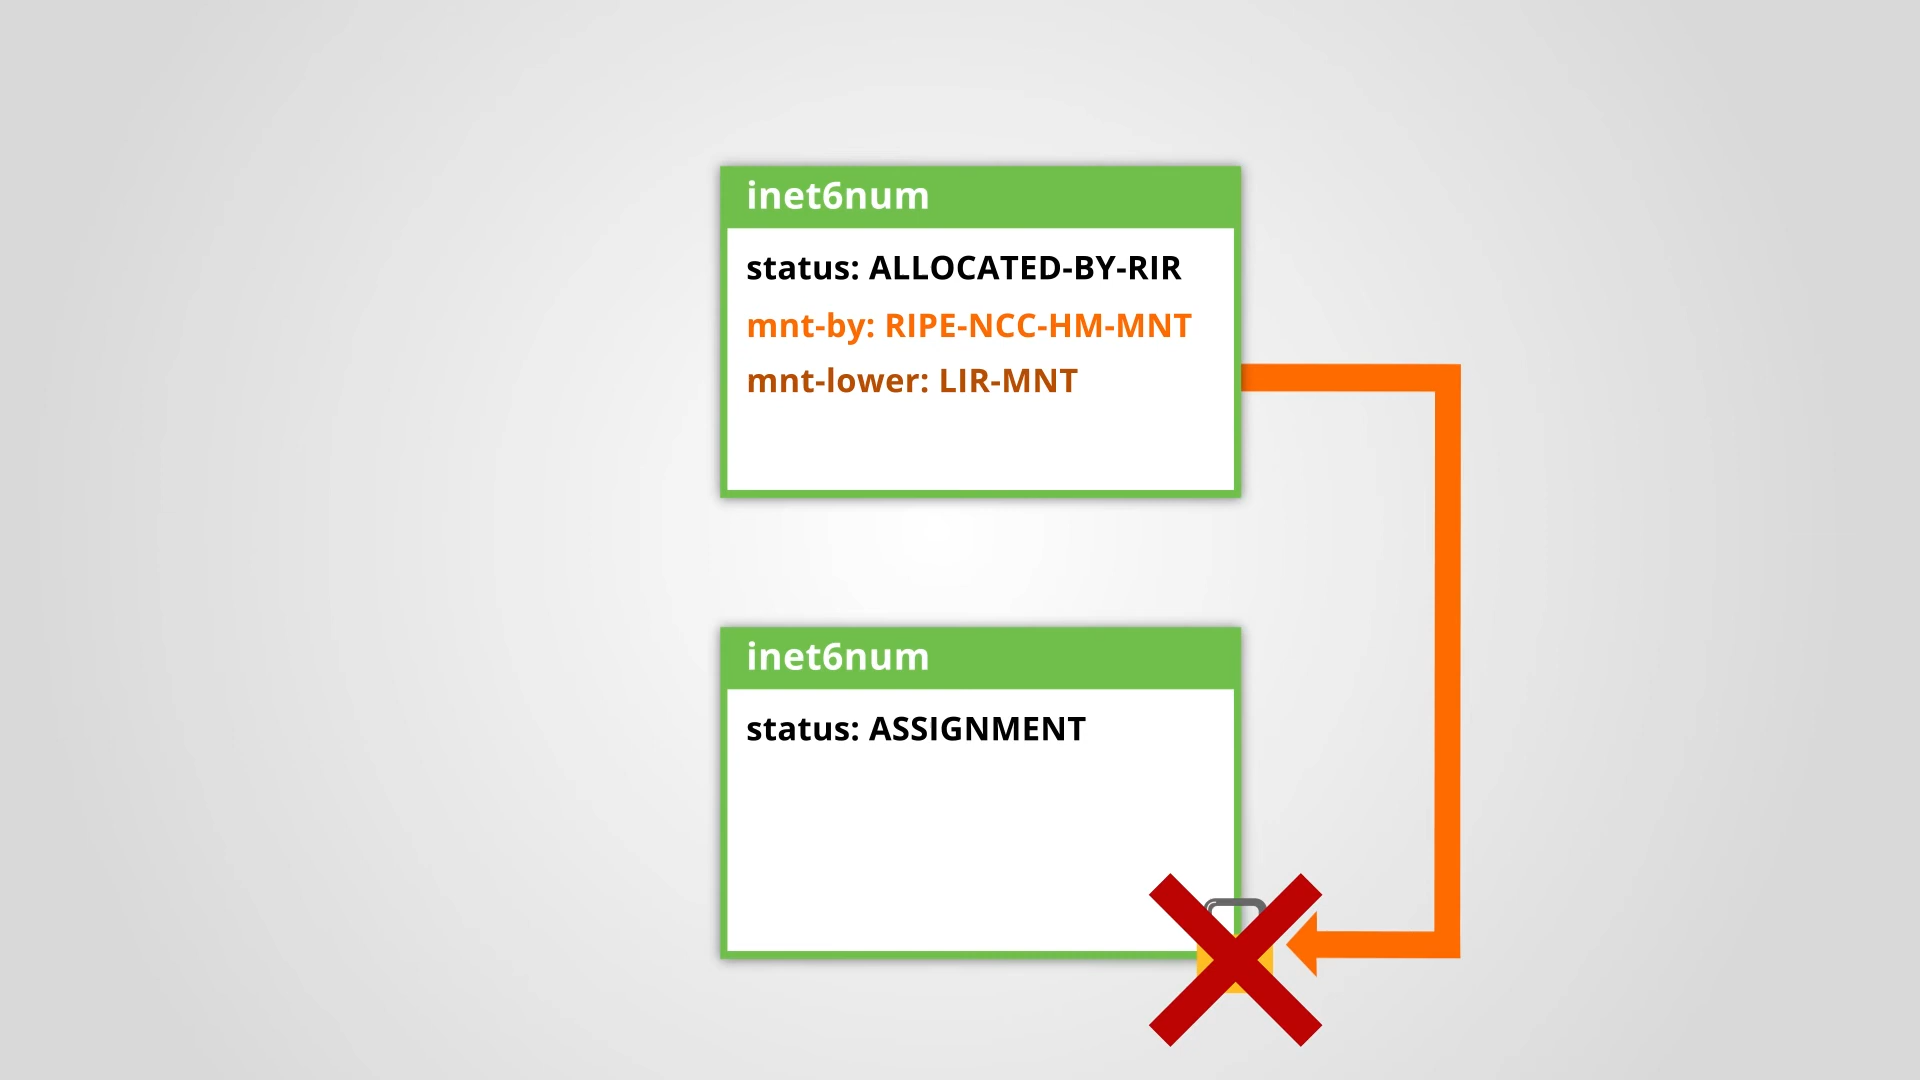 inet6num
status: ALLOCATED-BY-RIR
mnt-by: RIPE-NCC-HM-MNT
mnt-lower: LIR-MNT
inet6num
status: ASSIGNMENT